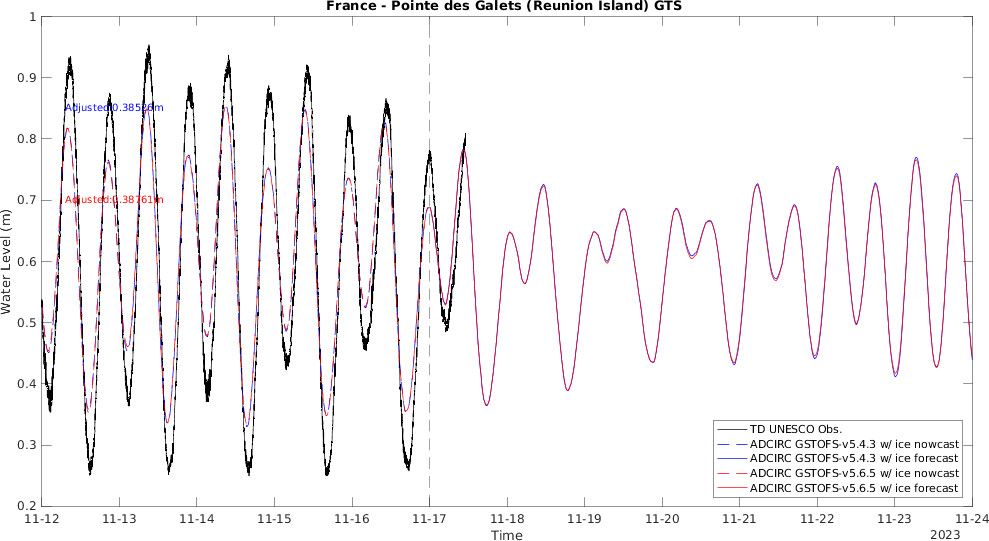 France - Pointe des Galets (Reunion Island) GTS
1
0.9
0.8
0.7
0.6
0.5
0.4
0.3
0.2
Water Level (m)
Adjusted:0.38526m
Adjusted:0.38761m
TD UNESCO Obs.
ADCIRC GSTOFS-v5.4.3 w/ ice nowcast
ADCIRC GSTOFS-v5.4.3 w/ ice forecast
ADCIRC GSTOFS-v5.6.5 w/ ice nowcast
ADCIRC GSTOFS-v5.6.5 w/ ice forecast
11-12 11-13 11-14 11-15 11-16 11-17 11-18 11-19 11-20 11-21 11-22 11-23 11-24
Time
2023